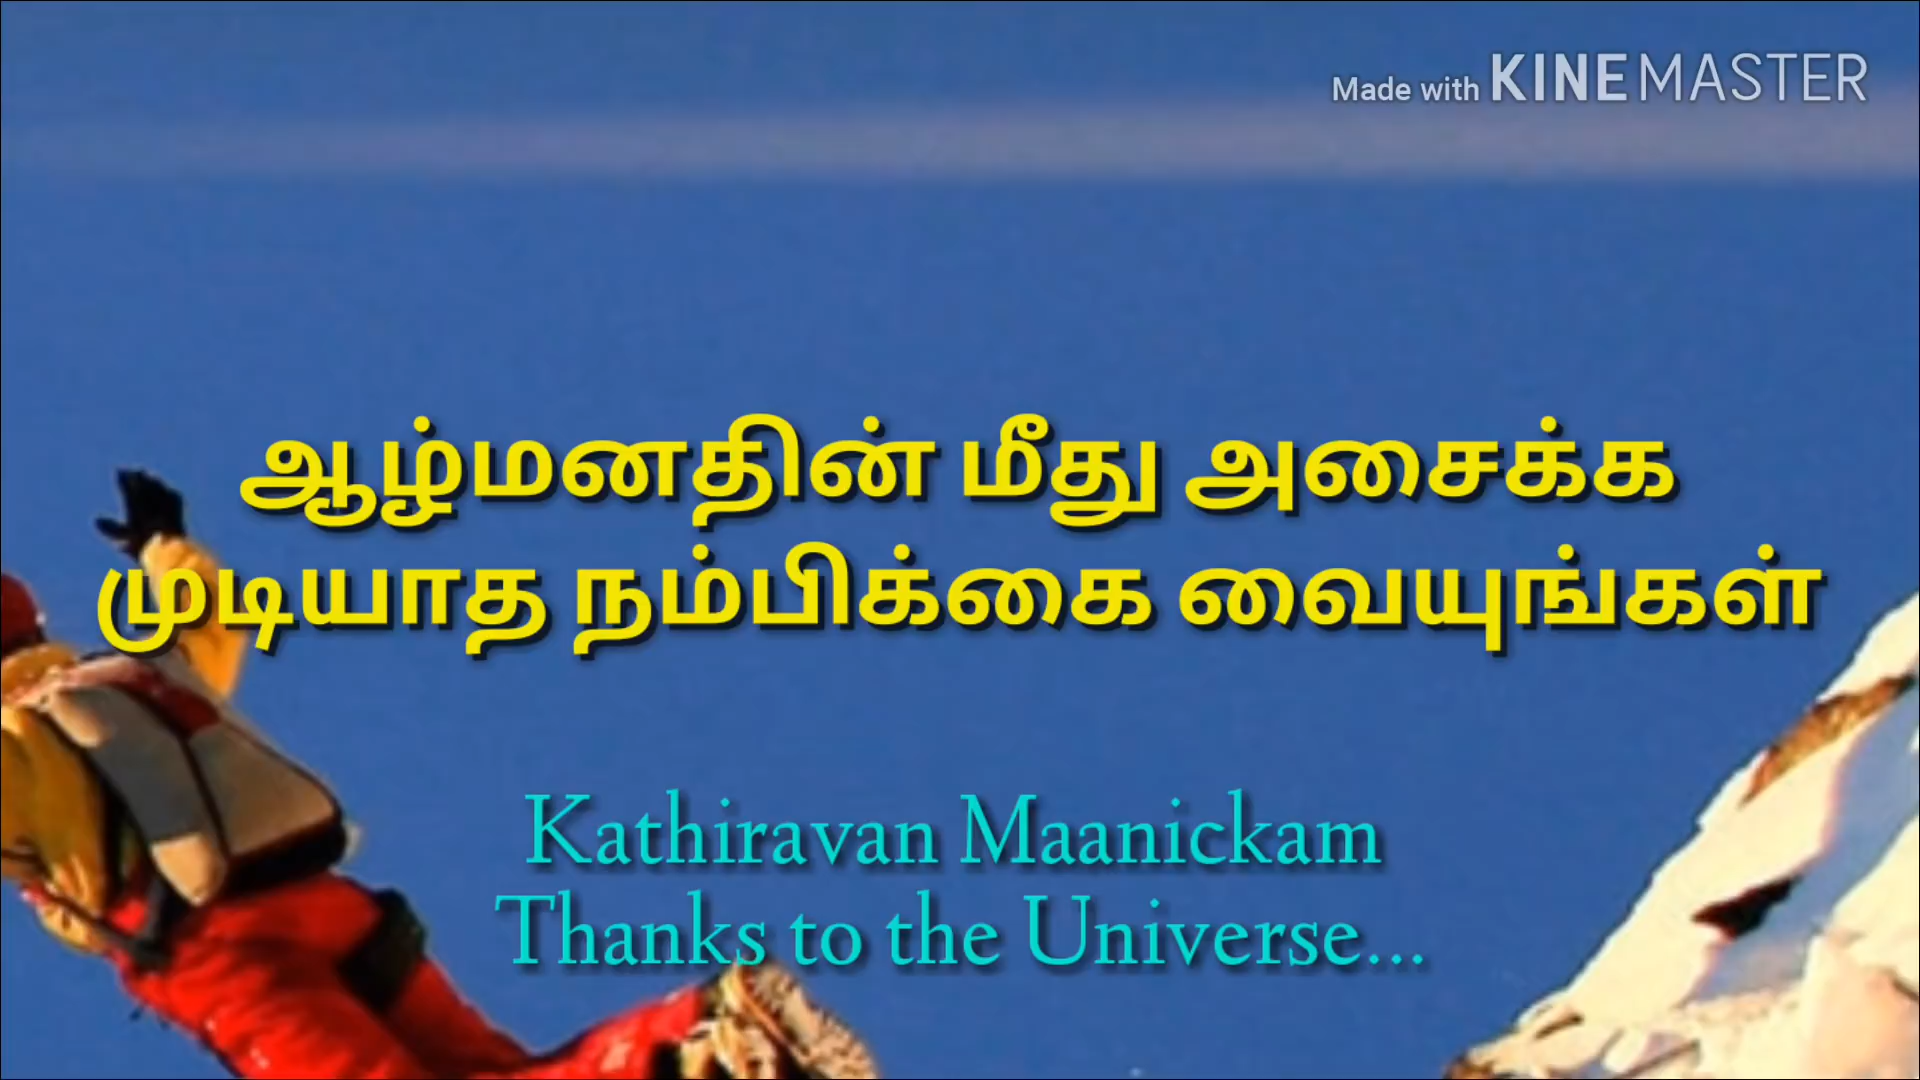 Made with KINEMASTER
ஆழ்மனதின் மீது அசைக்க
முடியாத நம்பிக்கை வையுங்கள்
Kathiravan Maanickam
Thanks to the Universe...